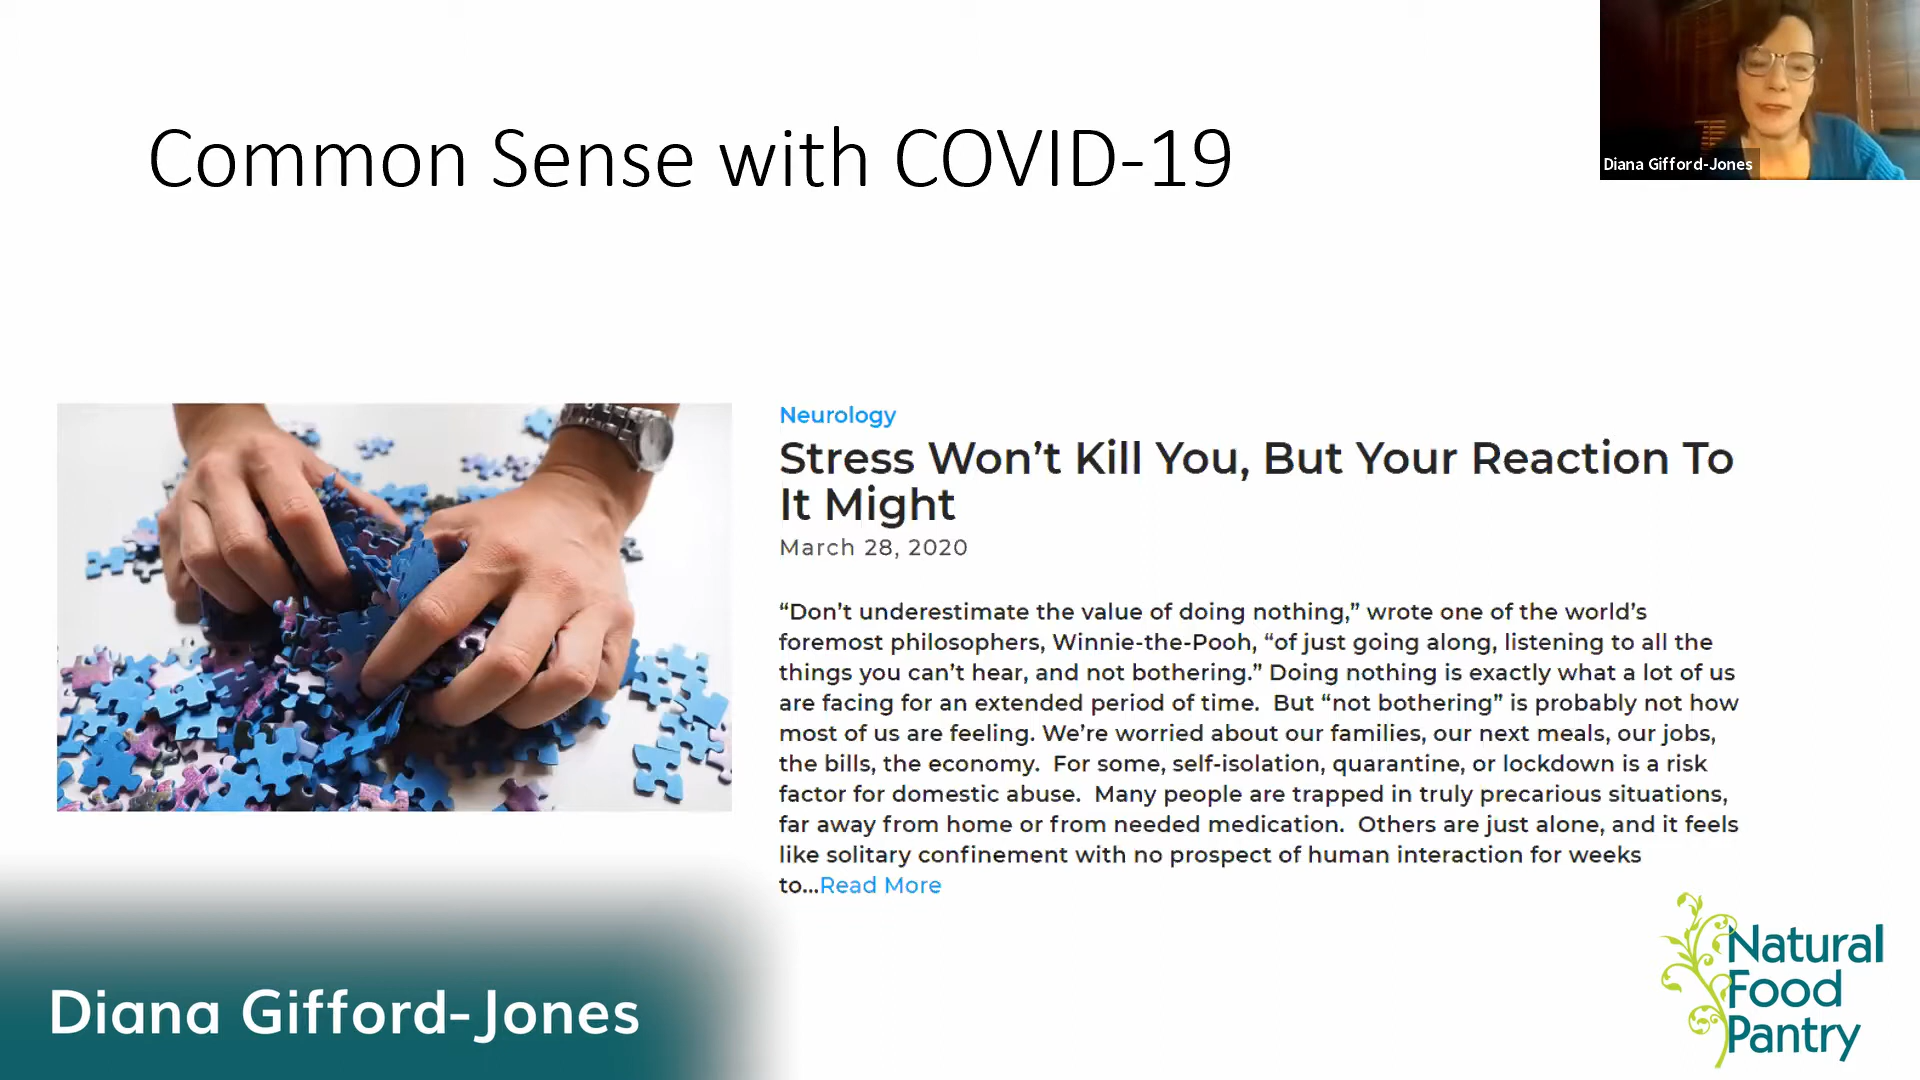 Common Sense with COVID-19
Diana Gifford-Jones
Neurology
Stress Won’t Kill You, But Your Reaction To
It Might
March 28, 2020
“Don’t underestimate the value of doing nothing,” wrote one of the world’s
foremost philosophers, Winnie-the-Pooh, “of just going along, listening to all the
things you can’t hear, and not bothering.” Doing nothing is exactly what a lot of us
are facing for an extended period of time.  But “not bothering” is probably not how
most of us are feeling. We’re worried about our families, our next meals, our jobs,
the bills, the economy.  For some, self-isolation, quarantine, or lockdown is a risk
factor for domestic abuse.  Many people are trapped in truly precarious situations,
far away from home or from needed medication.  Others are just alone, and it feels
like solitary confinement with no prospect of human interaction for weeks
to...Read More
Diana Gifford-Jones
Natural
Food
Pantry